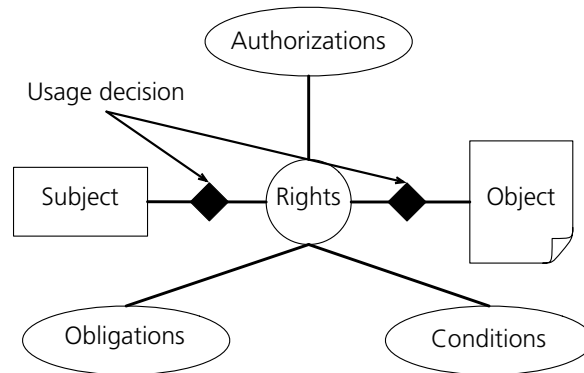 Authorizations
Usage decision
Subject
Rights
Object
Obligations
Conditions